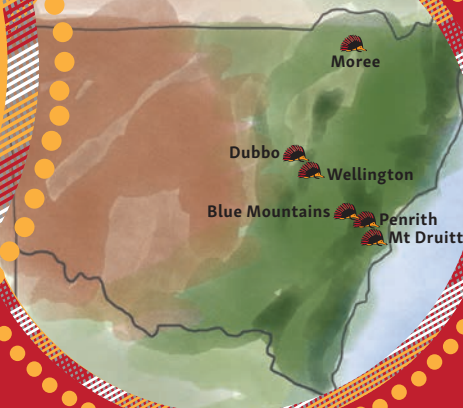 Moree
Dubbo
Wellington
Blue Mountains
Penrith
Mt Druitt